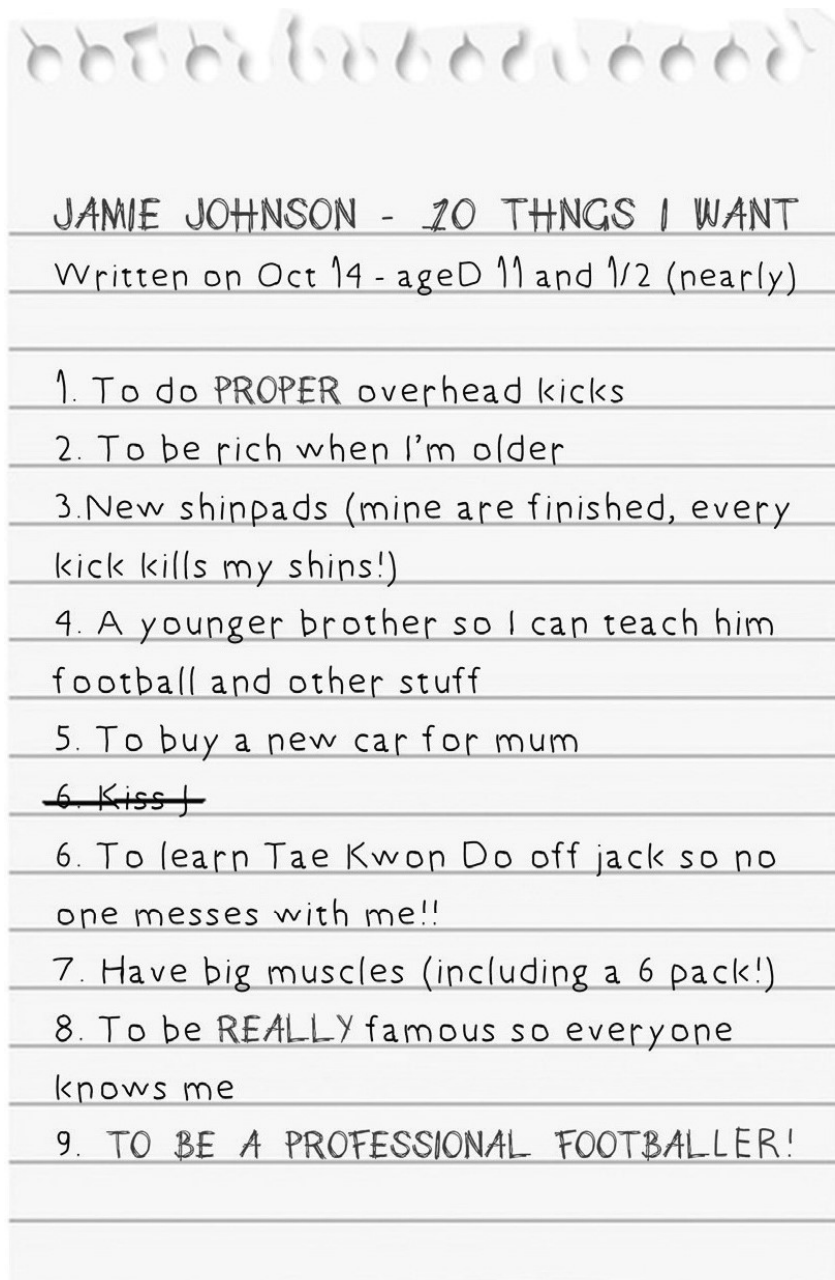 JAMIE JOHNSON - 10 THNGS I WANT
Written on Oct 14 - ageD 11 and 1/2 (nearly)
1. To do PROPER overhead kicks
2. To be rich when I'm older
3.New shinpads (mine are finished, every
kick kills my shins!)
4. A younger brother so I can teach him
football and other stuff
5. To buy a new car for mum
6. Kiss J
6. To learn Tae Kwon Do off jack so no
one messes with me!!
7. Have big muscles (including a 6 pack!)
8. To be REALLY famous so everyone
knows me
9. TO BE A PROFESSIONAL FOOTBALLER!